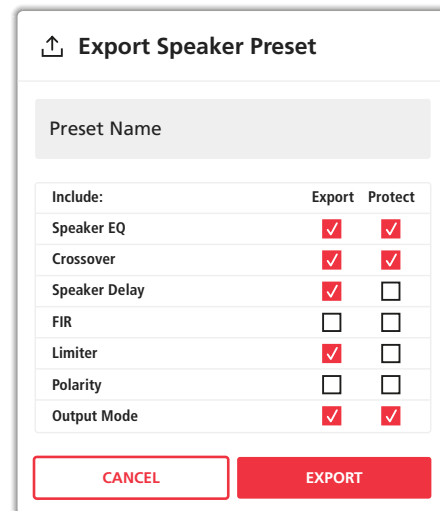 Export Speaker Preset
Preset Name
Include: Export Protect
Speaker EQ
Crossover
Speaker Delay
FIR
Limiter
Polarity
Output Mode
CANCEL EXPORT